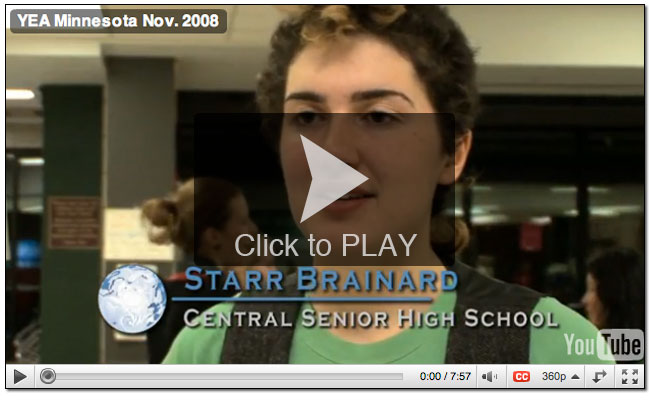 YEA Minnesota Nov. 2008
Click to PLAY
STARR BRAINARD
CENTRAL SENIOR HIGH SCHOOL
YouTube
0:00 / 7:57 CC 360p